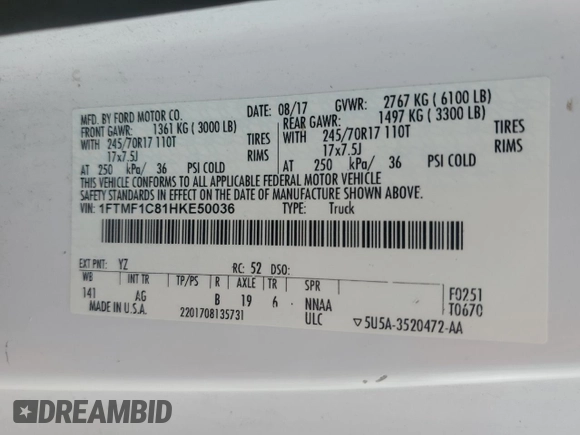 MFD. BY FORD MOTOR CO.
DATE: 08/17 GVWR: 2767 KG ( 6100 LB)
FRONT GAWR: 1361 KG ( 3000 LB)
REAR GAWR: 1497 KG ( 3300 LB)
WITH 245/70R17 110T TIRES WITH 245/70R17 110T TIRES
17x7.5J RIMS 17x7.5J RIMS
AT 250 kPa/ 36 PSI COLD AT 250 kPa/ 36 PSI COLD
THIS VEHICLE CONFORMS TO ALL APPLICABLE FEDERAL MOTOR VEHICLE
SAFETY STANDARDS IN EFFECT ON THE DATE OF MANUFACTURE SHOWN ABOVE.
VIN: 1FTMF1C81HKE50036 TYPE: Truck
EXT PNT: YZ RC: 52 DSO:
WB INT TR TP/PS R AXLE TR SPR
141 AG B 19 6 NNAA F0251
MADE IN U.S.A. 2201708135731 ULC ▽5U5A-3520472-AA T0670
DREAMBID